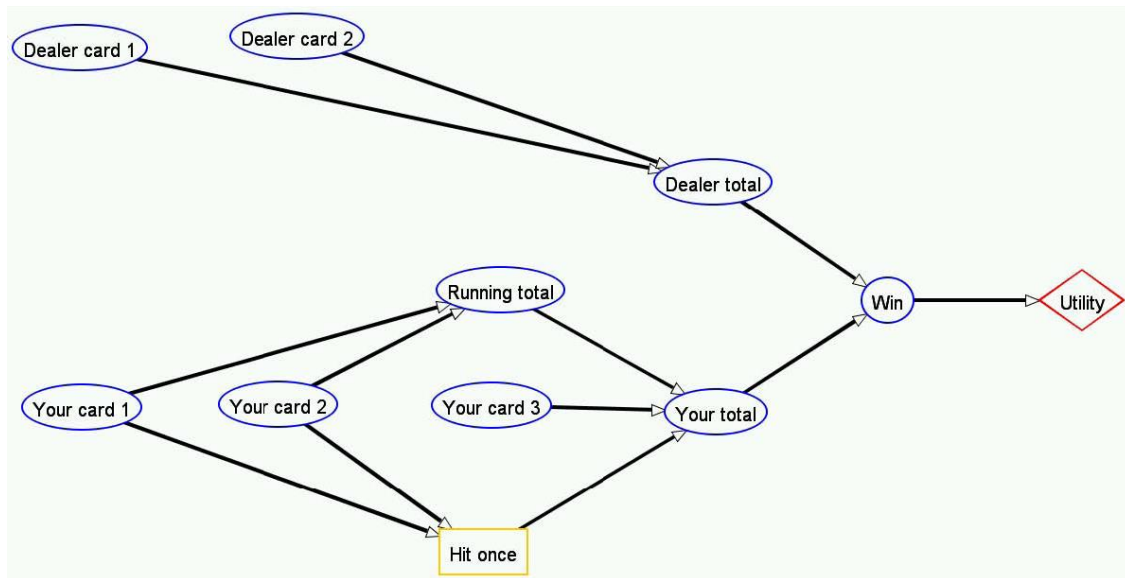 Dealer card 1
Dealer card 2
Dealer total
Running total
Win
Utility
Your card 1
Your card 2
Your card 3
Your total
Hit once